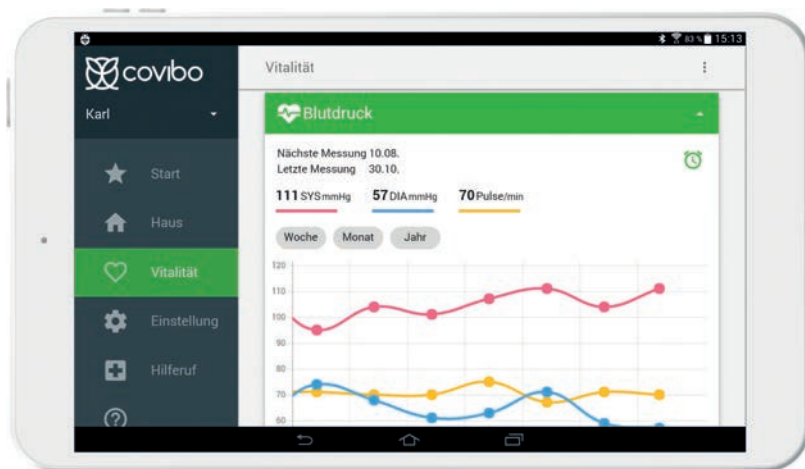 83 % 15:13
covibo
Karl
Start
Haus
Vitalität
Einstellung
Hilferuf
Vitalität
Blutdruck
Nächste Messung 10.08.
Letzte Messung 30.10.
111 SYS mmHg 57 DIA mmHg 70 Pulse/min
Woche Monat Jahr
120
110
100
90
80
70
60